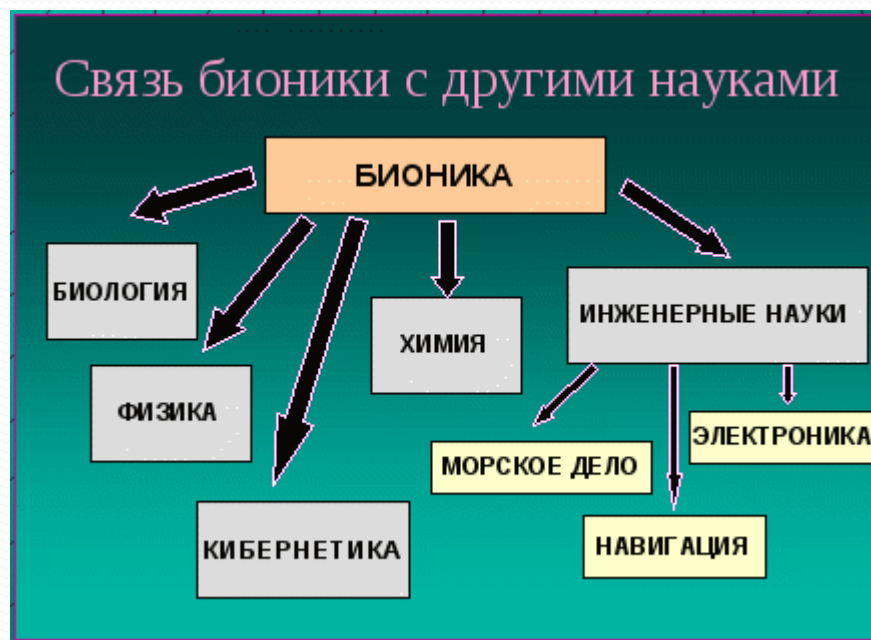 Связь бионики с другими науками
БИОНИКА
БИОЛОГИЯ
ФИЗИКА
КИБЕРНЕТИКА
ХИМИЯ
ИНЖЕНЕРНЫЕ НАУКИ
МОРСКОЕ ДЕЛО
НАВИГАЦИЯ
ЭЛЕКТРОНИКА